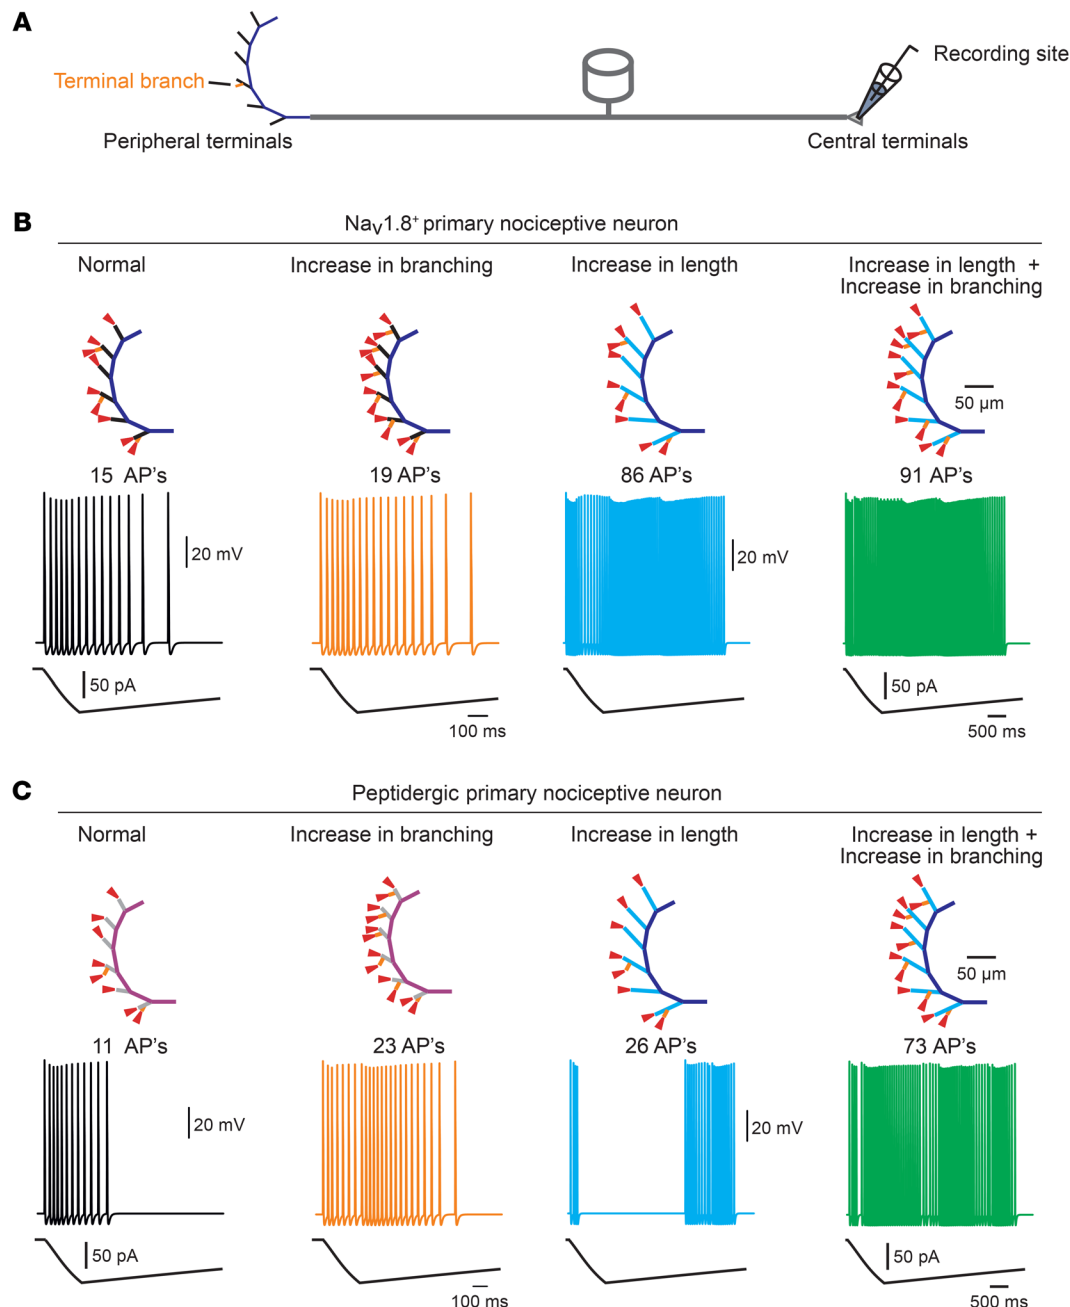 A
Recording site
Terminal branch
Peripheral terminals
Central terminals
B
NaV1.8+ primary nociceptive neuron
Normal
Increase in branching
Increase in length
Increase in length +
Increase in branching
50 µm
15 AP's
19 AP's
86 AP's
91 AP's
20 mV
20 mV
50 pA
50 pA
100 ms
500 ms
C
Peptidergic primary nociceptive neuron
Normal
Increase in branching
Increase in length
Increase in length +
Increase in branching
50 µm
11 AP's
23 AP's
26 AP's
73 AP's
20 mV
20 mV
50 pA
50 pA
100 ms
500 ms